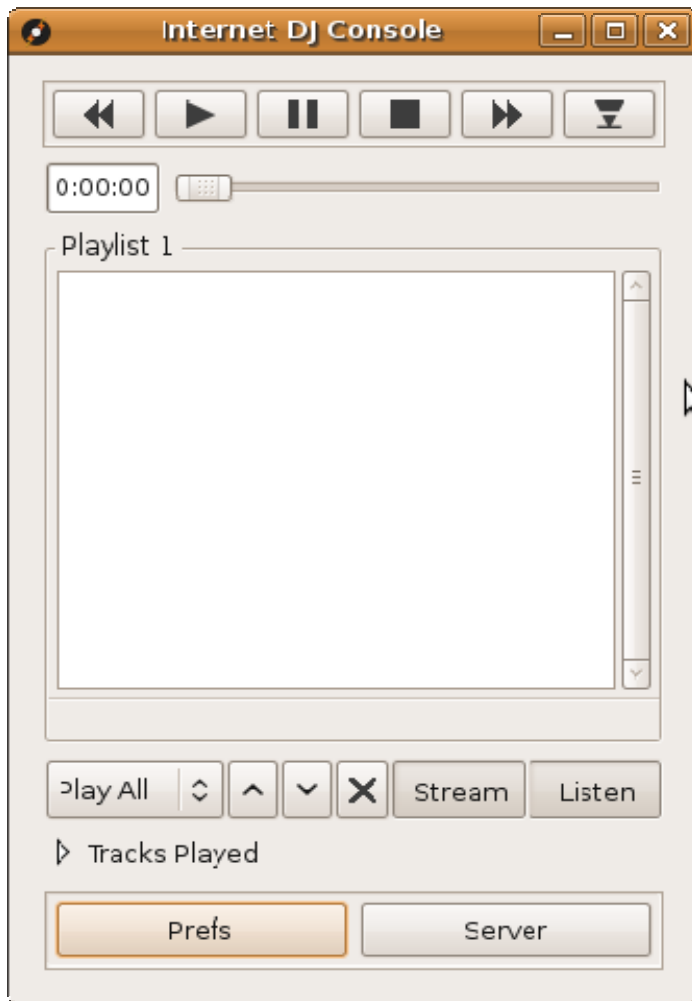 Internet DJ Console
0:00:00
Playlist 1
Play All
Stream
Listen
Tracks Played
Prefs
Server